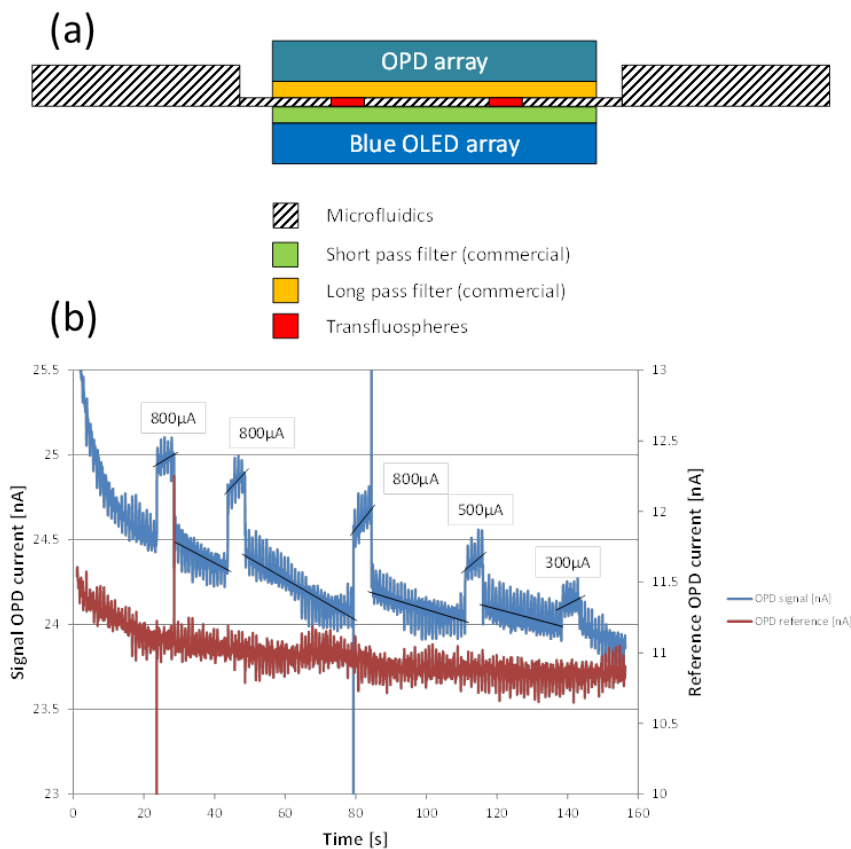 (a)
OPD array
Blue OLED array
Microfluidics
Short pass filter (commercial)
Long pass filter (commercial)
Transfluospheres
(b)
25.5
25
24.5
24
23.5
23
Signal OPD current [nA]
800µA
800µA
800µA
500µA
300µA
13
12.5
12
11.5
11
10.5
10
Reference OPD current [nA]
OPD signal [nA]
OPD reference [nA]
0 20 40 60 80 100 120 140 160
Time [s]